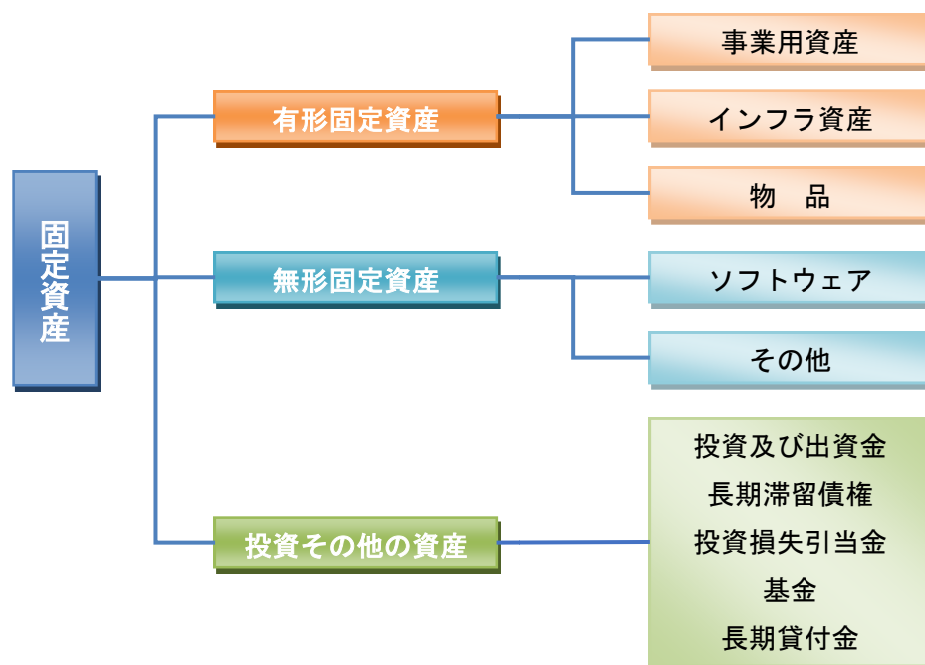 固定資産
有形固定資産
事業用資産
インフラ資産
物　品
無形固定資産
ソフトウェア
その他
投資その他の資産
投資及び出資金
長期滞留債権
投資損失引当金
基金
長期貸付金